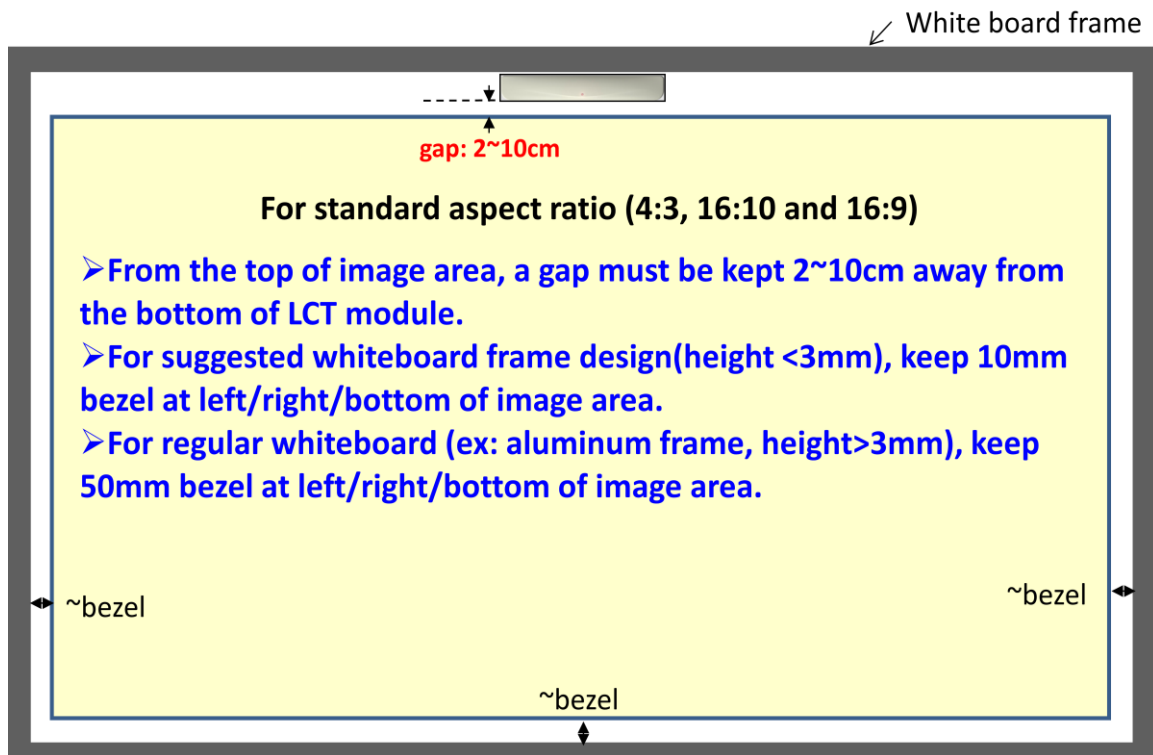 White board frame
gap: 2~10cm
For standard aspect ratio (4:3, 16:10 and 16:9)
➢From the top of image area, a gap must be kept 2~10cm away from
the bottom of LCT module.
➢For suggested whiteboard frame design(height <3mm), keep 10mm
bezel at left/right/bottom of image area.
➢For regular whiteboard (ex: aluminum frame, height>3mm), keep
50mm bezel at left/right/bottom of image area.
~bezel
~bezel
~bezel